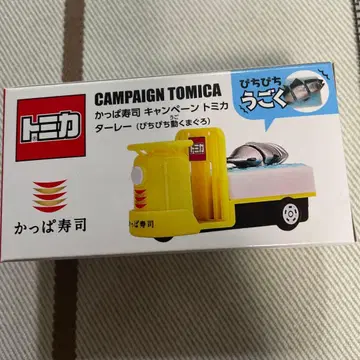 CAMPAIGN TOMICA
かっぱ寿司 キャンペーン トミカ
ターレー (ぴちぴち動くまぐろ)
うご
ぴちぴち
うごく
トミカ
かっぱ寿司
トミカ
かっぱ寿司